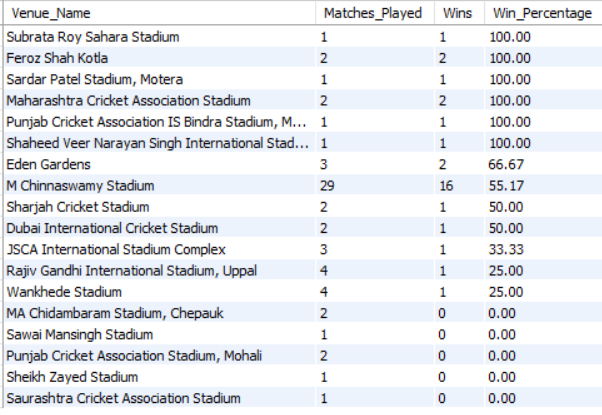 Venue_Name Matches_Played Wins Win_Percentage
Subrata Roy Sahara Stadium 1 1 100.00
Feroz Shah Kotla 2 2 100.00
Sardar Patel Stadium, Motera 1 1 100.00
Maharashtra Cricket Association Stadium 2 2 100.00
Punjab Cricket Association IS Bindra Stadium, M... 1 1 100.00
Shaheed Veer Narayan Singh International Stad... 1 1 100.00
Eden Gardens 3 2 66.67
M Chinnaswamy Stadium 29 16 55.17
Sharjah Cricket Stadium 2 1 50.00
Dubai International Cricket Stadium 2 1 50.00
JSCA International Stadium Complex 3 1 33.33
Rajiv Gandhi International Stadium, Uppal 4 1 25.00
Wankhede Stadium 4 1 25.00
MA Chidambaram Stadium, Chepauk 2 0 0.00
Sawai Mansingh Stadium 1 0 0.00
Punjab Cricket Association Stadium, Mohali 2 0 0.00
Sheikh Zayed Stadium 1 0 0.00
Saurashtra Cricket Association Stadium 1 0 0.00